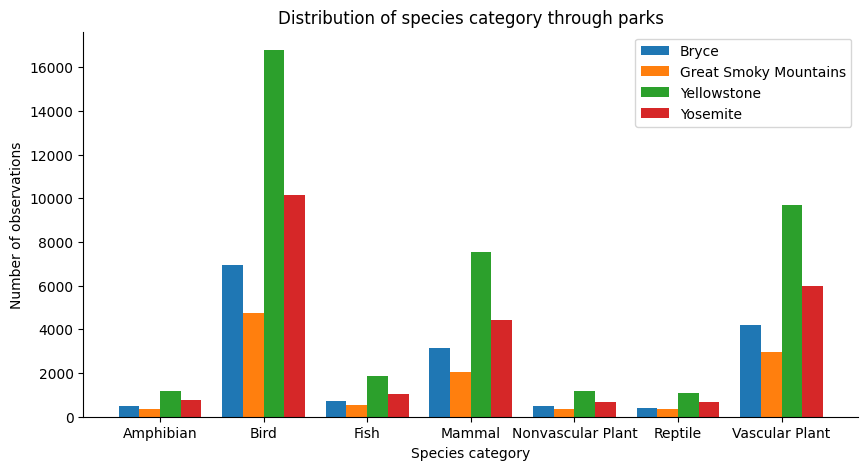 Distribution of species category through parks
Bryce
Great Smoky Mountains
Yellowstone
Yosemite
Number of observations
16000
14000
12000
10000
8000
6000
4000
2000
0
Amphibian Bird Fish Mammal Nonvascular Plant Reptile Vascular Plant
Species category